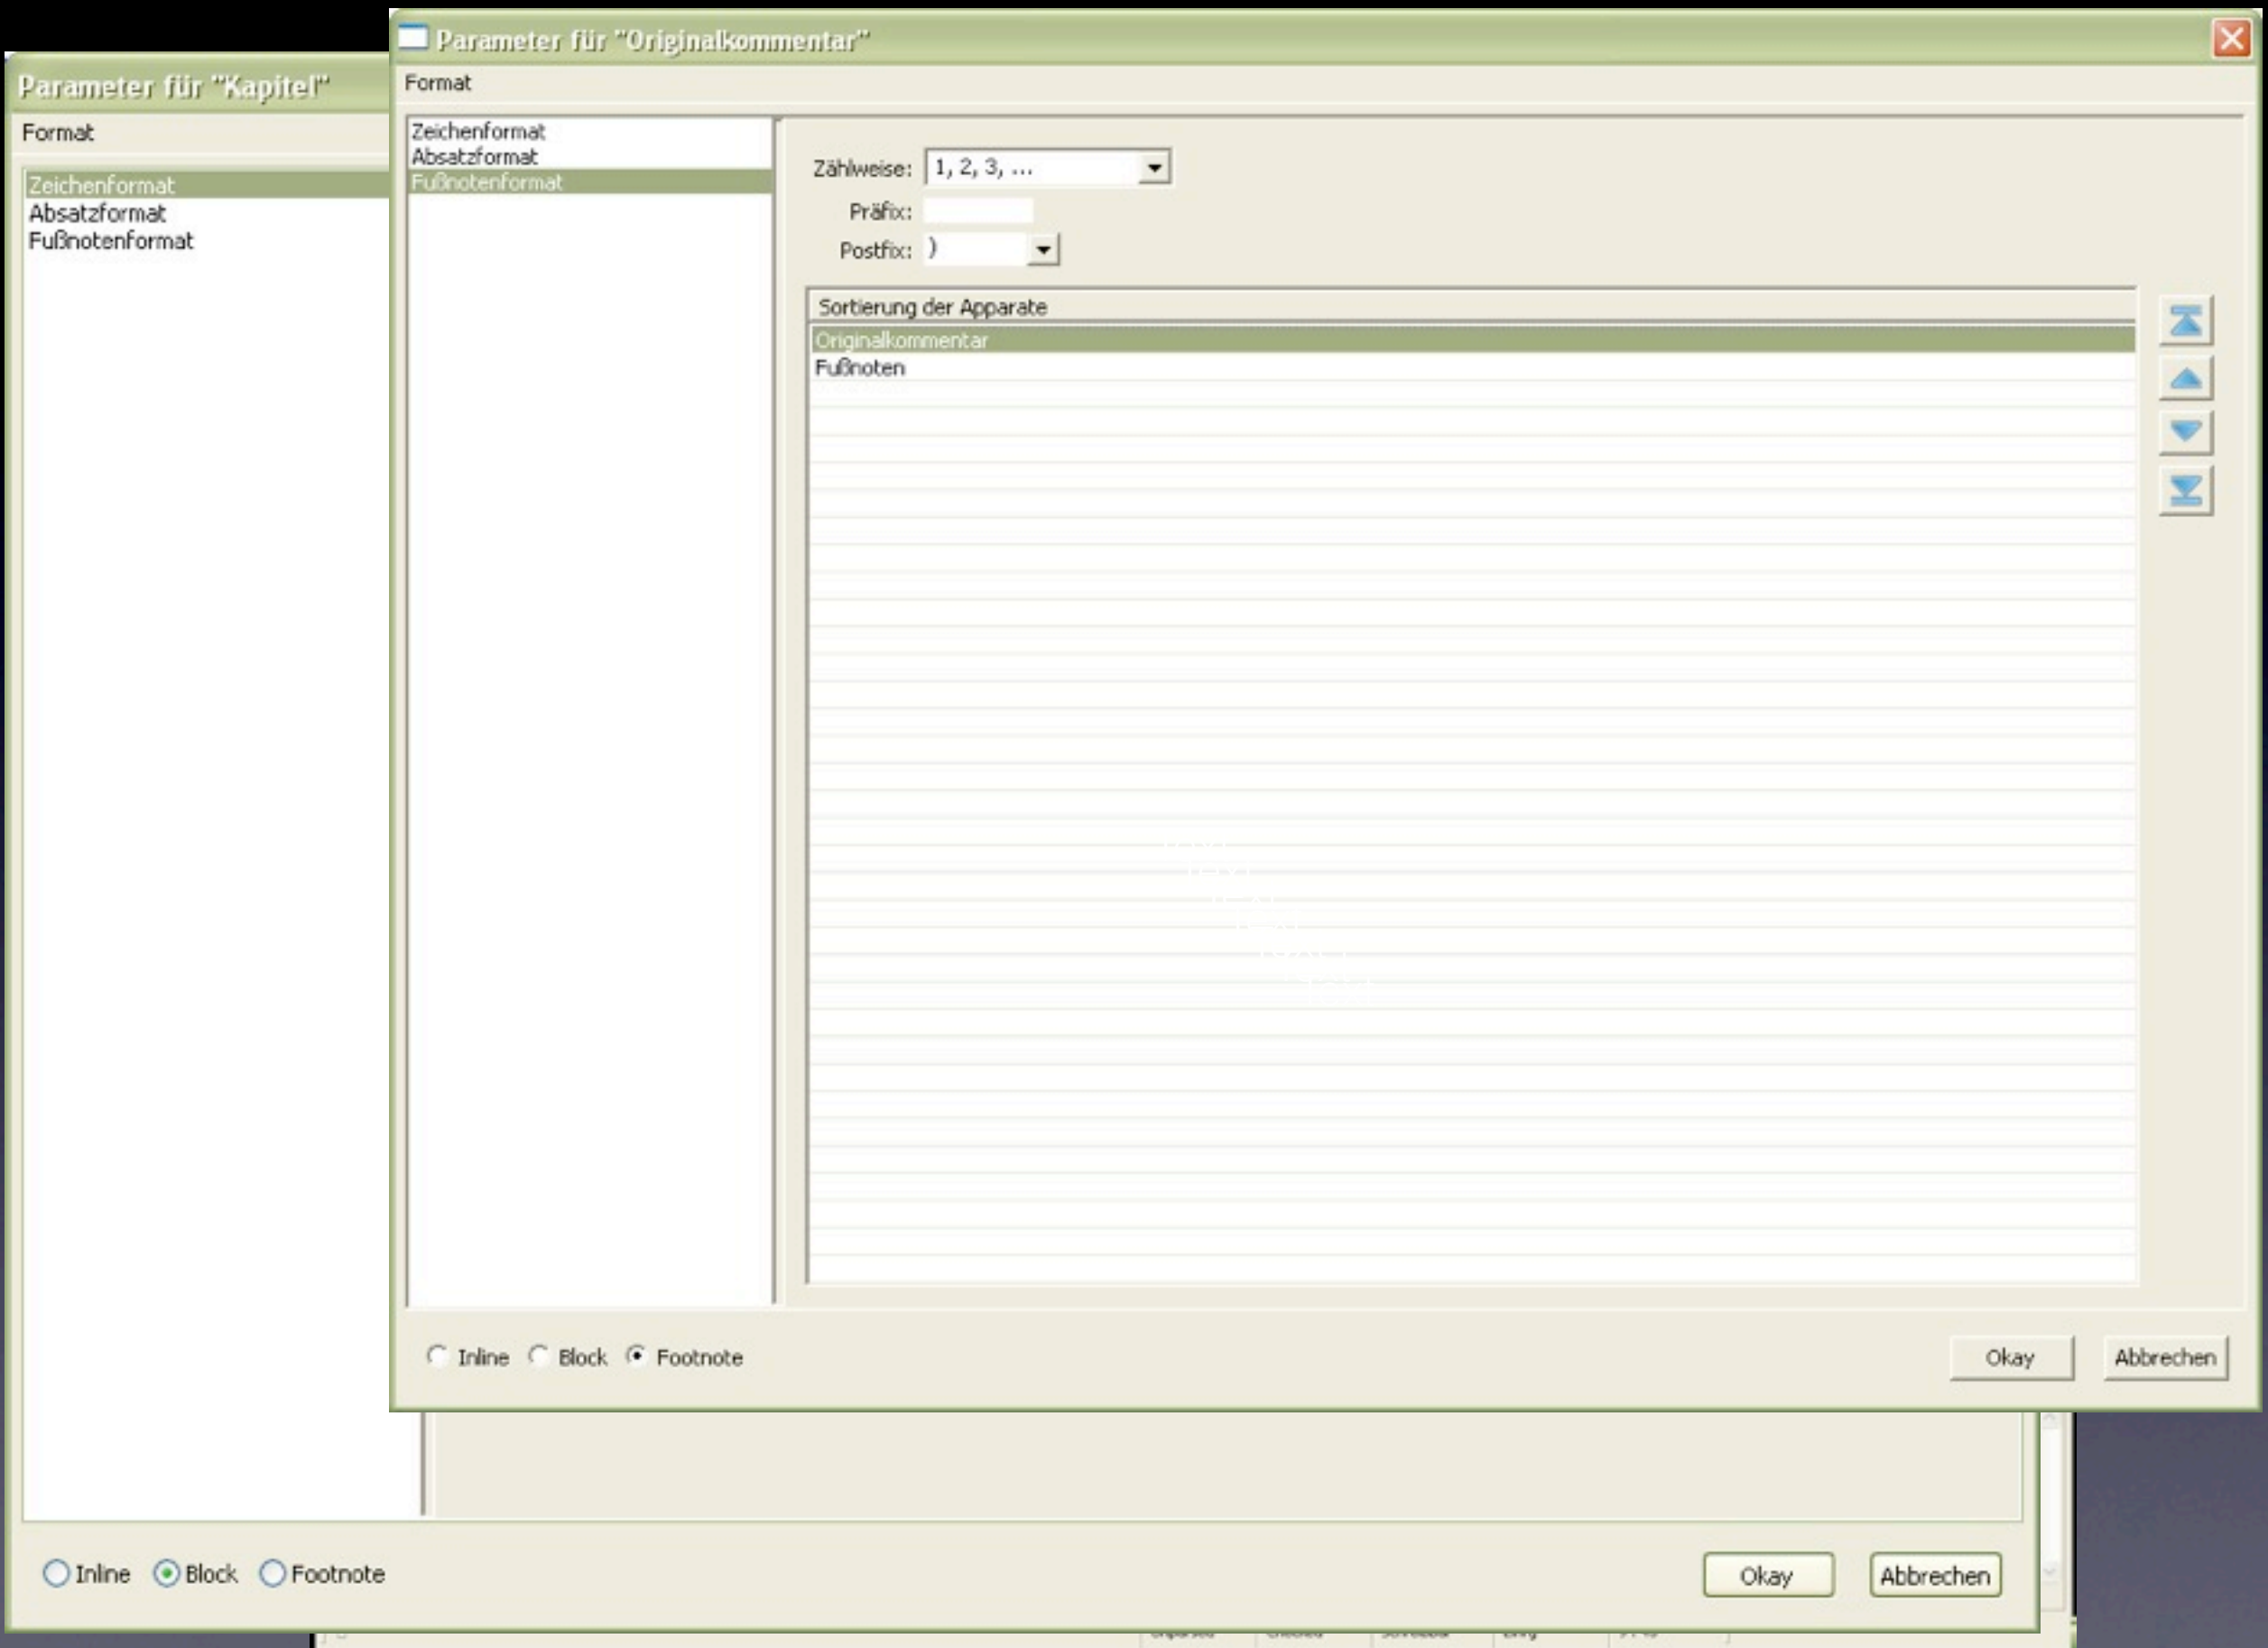 Parameter für "Originalkommentar"
Format
Zeichenformat
Absatzformat
Fußnotenformat
Zählweise: 1, 2, 3, ...
Präfix:
Postfix: )
Sortierung der Apparate
Originalkommentar
Fußnoten
Inline Block Footnote
Okay Abbrechen
Parameter für "Kapitel"
Format
Zeichenformat
Absatzformat
Fußnotenformat
Inline Block Footnote
Okay Abbrechen